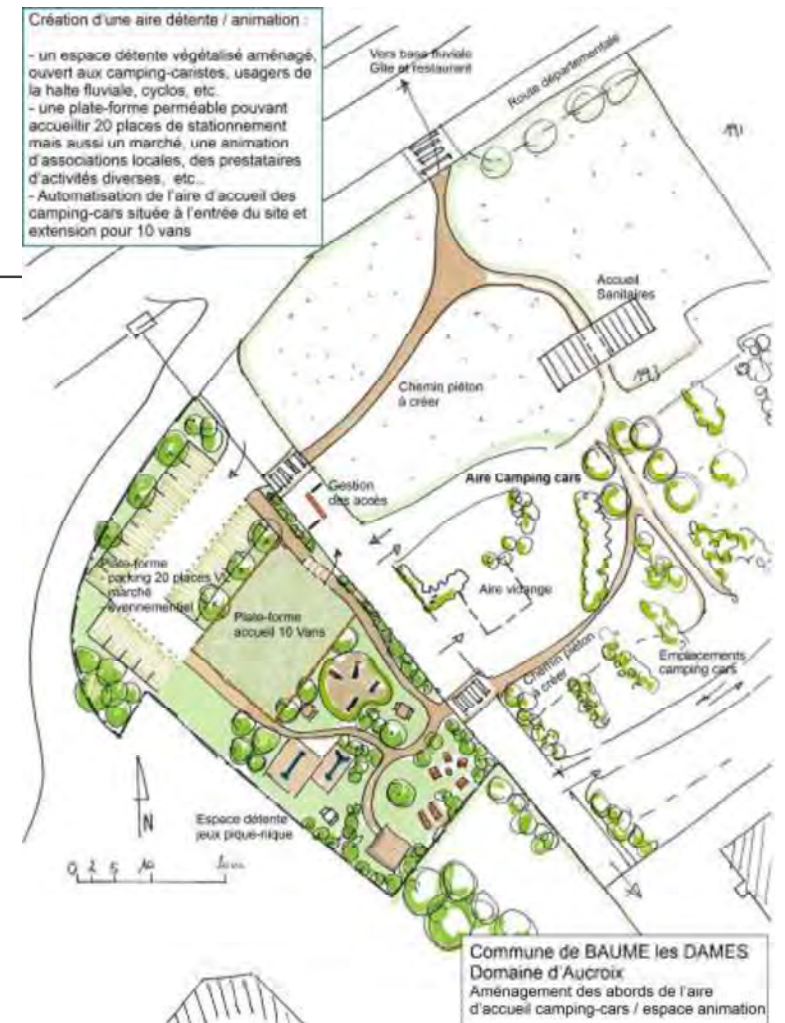 Création d'une aire détente / animation :
- un espace détente végétalisé aménagé,
ouvert aux camping-caristes, usagers de
la halte fluviale, cyclos, etc.
- une plate-forme perméable pouvant
accueillir 20 places de stationnement
mais aussi un marché, une animation
d'associations locales, des prestataires
d'activités diverses, etc..
- Automatisation de l'aire d'accueil des
camping-cars située à l'entrée du site et
extension pour 10 vans
Vers base fluviale
Gîte et restaurant
Route départementale
191
Accueil
Sanitaires
193
Chemin piéton
à créer
Gestion
des accès
Aire Camping cars
Plate-forme
- parking 20 places VL
marché
évennementiel
Plate-forme
accueil 10 Vans
Aire vidange
Chemin piéton
à créer
Emplacements
camping cars
Espace détente
jeux pique-nique
N
0 2 5 10
Commune de BAUME les DAMES
Domaine d'Aucroix
Aménagement des abords de l'aire
d'accueil camping-cars / espace animation